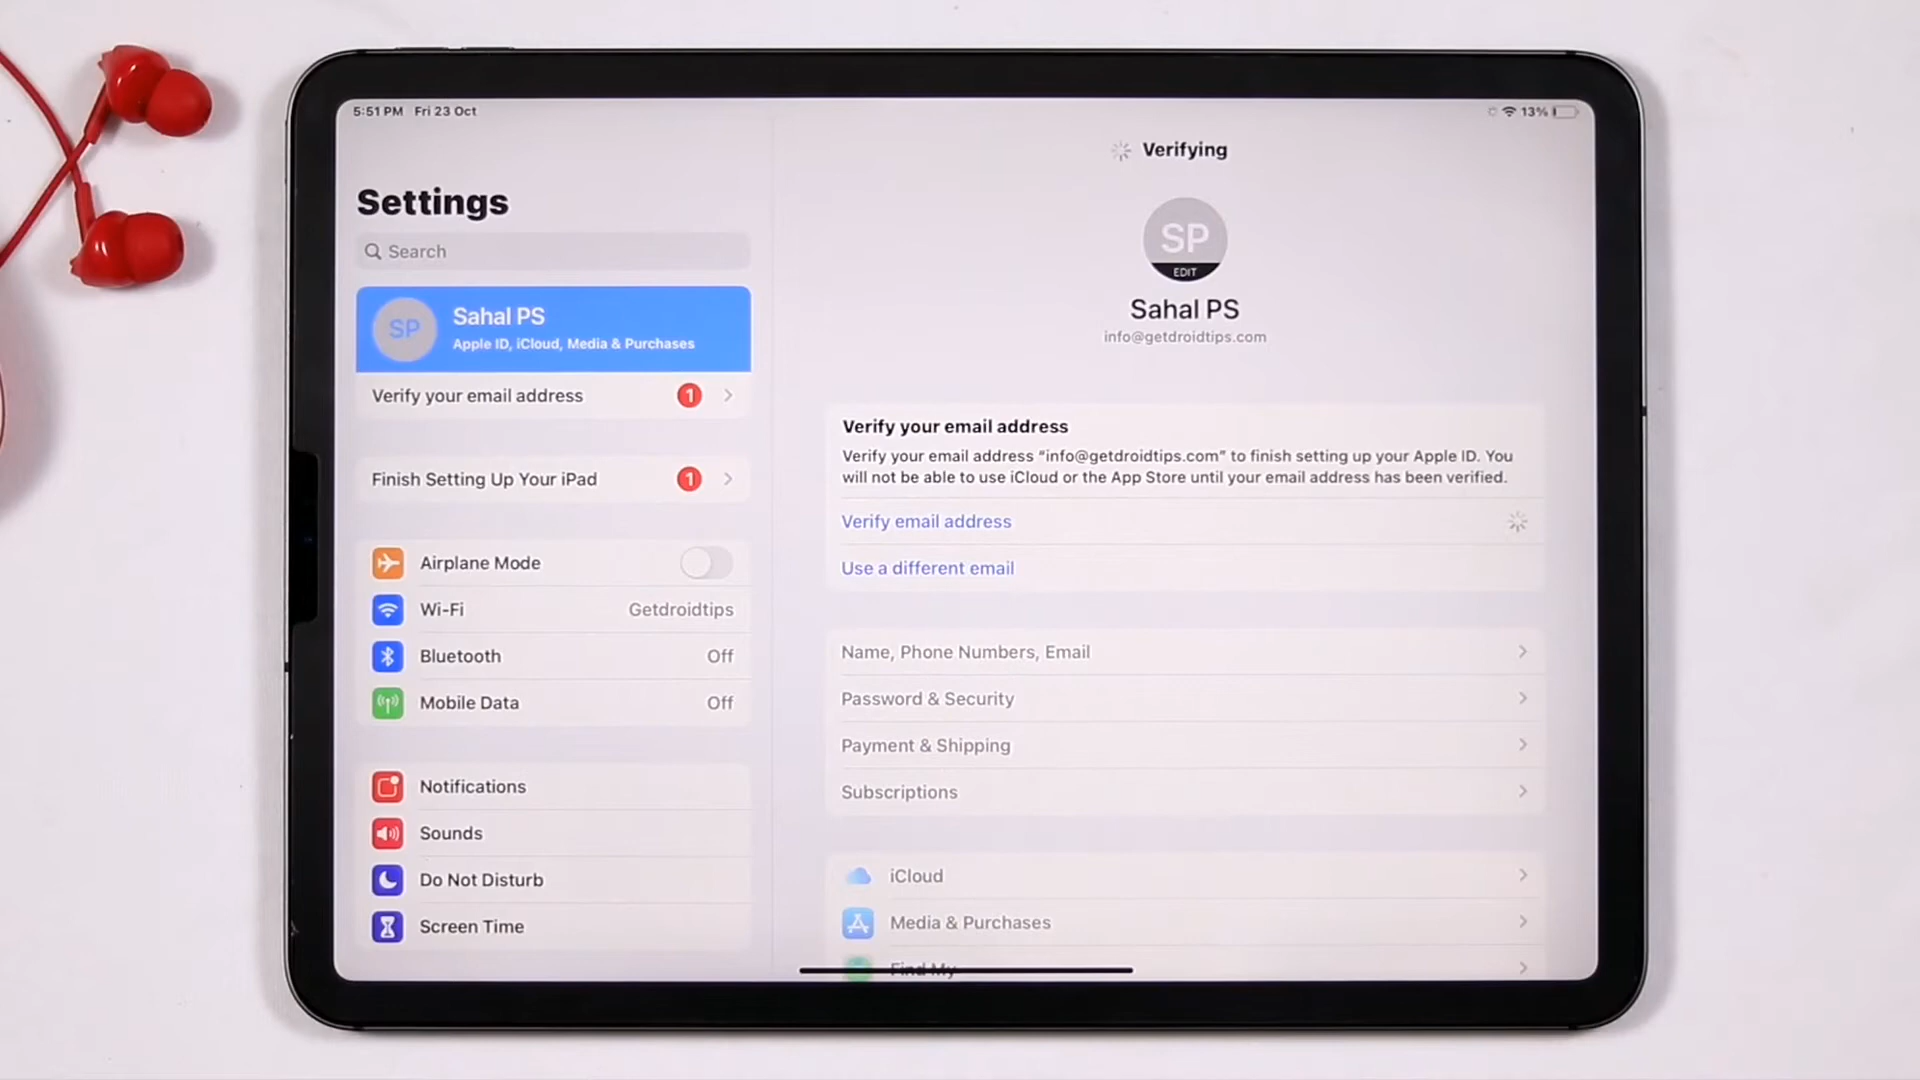 5:51 PM Fri 23 Oct
13%
Settings
Search
SP
Sahal PS
Apple ID, iCloud, Media & Purchases
Verify your email address 1
Finish Setting Up Your iPad 1
Airplane Mode
Wi-Fi Getdroidtips
Bluetooth Off
Mobile Data Off
Notifications
Sounds
Do Not Disturb
Screen Time
Verifying
SP
EDIT
Sahal PS
info@getdroidtips.com
Verify your email address
Verify your email address “info@getdroidtips.com” to finish setting up your Apple ID. You
will not be able to use iCloud or the App Store until your email address has been verified.
Verify email address
Use a different email
Name, Phone Numbers, Email
Password & Security
Payment & Shipping
Subscriptions
iCloud
Media & Purchases
Find My